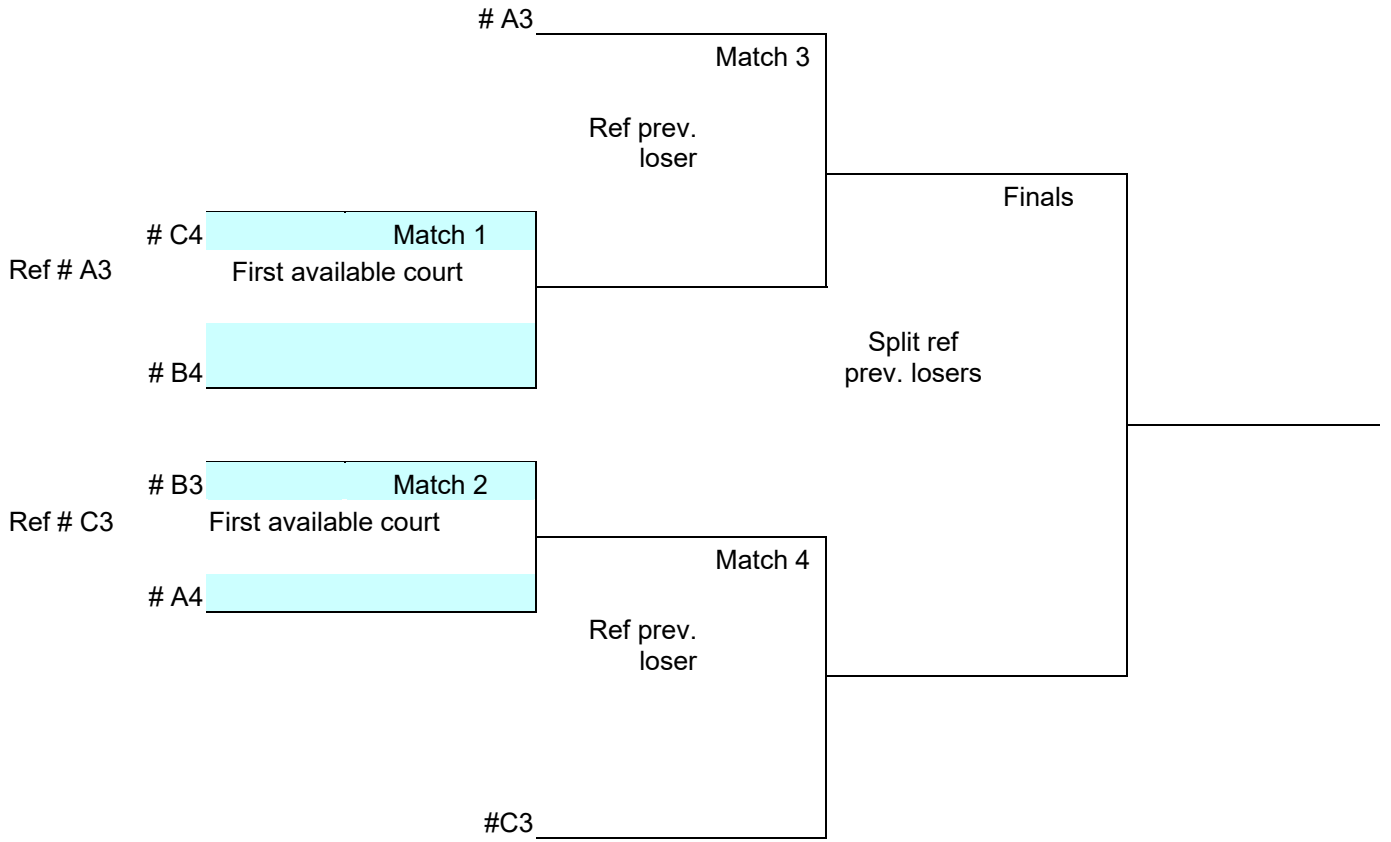 # A3
Match 3
Ref prev.
loser
Finals
# C4
Match 1
Ref # A3
First available court
Split ref
prev. losers
# B4
# B3
Match 2
Ref # C3
First available court
Match 4
# A4
Ref prev.
loser
#C3